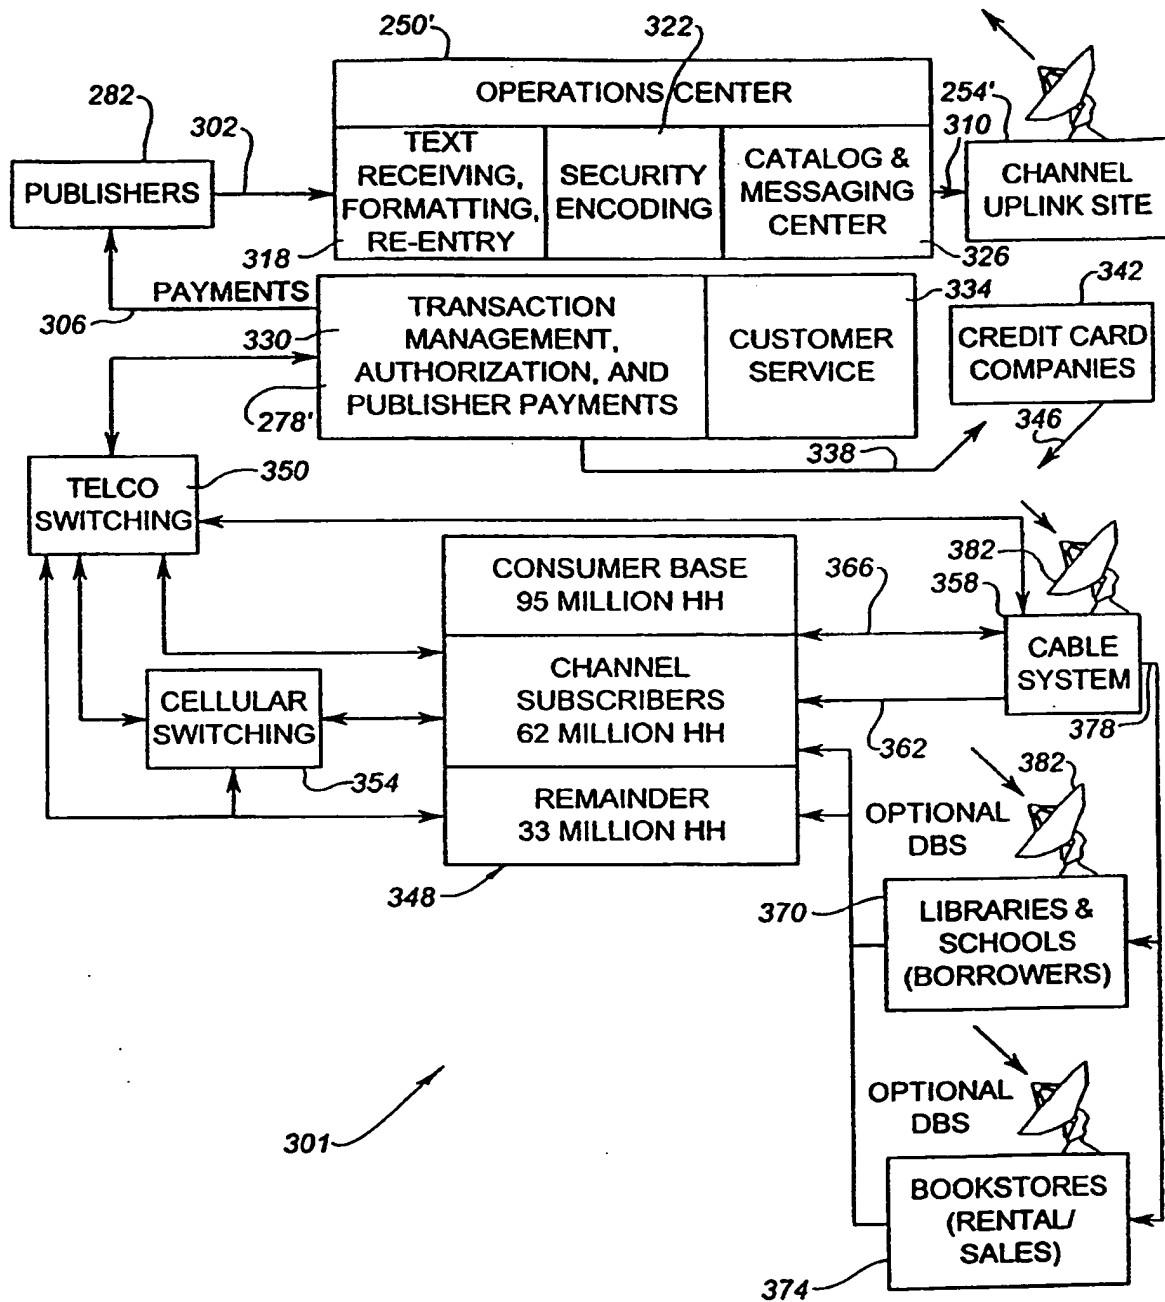 250'
322
OPERATIONS CENTER
282
302
254'
310
PUBLISHERS
TEXT
RECEIVING,
FORMATTING,
RE-ENTRY
318
SECURITY
ENCODING
CATALOG &
MESSAGING
CENTER
326
CHANNEL
UPLINK SITE
PAYMENTS
306
330
278'
TRANSACTION
MANAGEMENT,
AUTHORIZATION, AND
PUBLISHER PAYMENTS
334
CUSTOMER
SERVICE
342
CREDIT CARD
COMPANIES
346
338
350
TELCO
SWITCHING
CONSUMER BASE
95 MILLION HH
366
382
358
CABLE
SYSTEM
378
CHANNEL
SUBSCRIBERS
62 MILLION HH
362
CELLULAR
SWITCHING
354
REMAINDER
33 MILLION HH
348
382
OPTIONAL
DBS
370
LIBRARIES &
SCHOOLS
(BORROWERS)
OPTIONAL
DBS
301
BOOKSTORES
(RENTAL/
SALES)
374